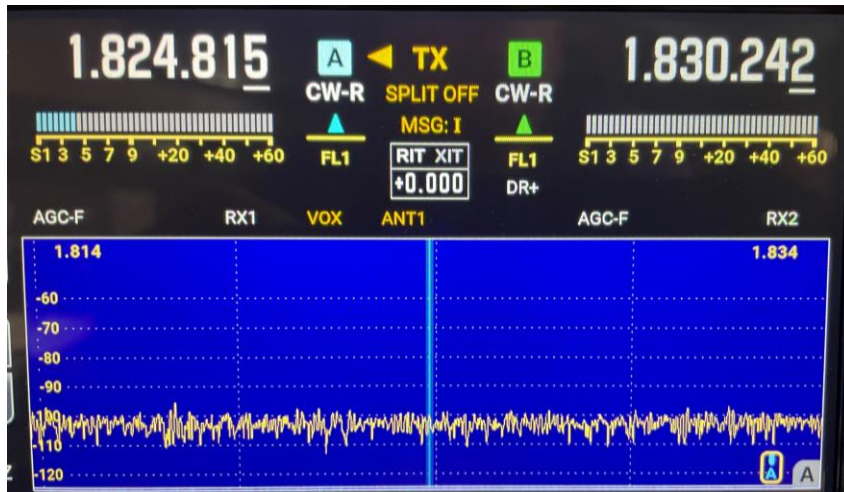 1.824.815 A TX B 1.830.242
CW-R SPLIT OFF CW-R
MSG: I
S1 3 5 7 9 +20 +40 +60 FL1 RIT XIT FL1 S1 3 5 7 9 +20 +40 +60
+0.000 DR+
AGC-F RX1 VOX ANT1 AGC-F RX2
1.814 1.834
-60
-70
-80
-90
-100
-110
-120
A A
Z